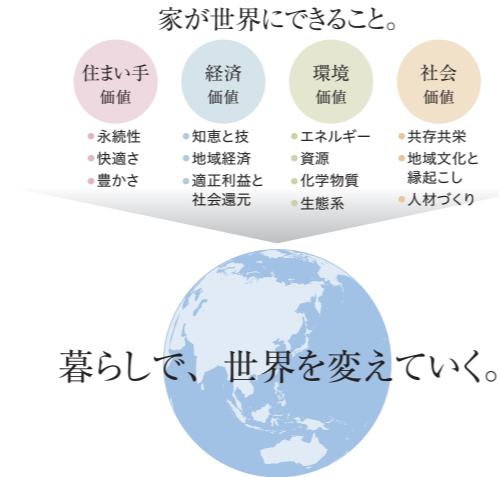 家が世界にできること。
住まい手
価値
•永続性
•快適さ
•豊かさ
経済
価値
•知恵と技
•地域経済
•適正利益と
社会還元
環境
価値
•エネルギー
•資源
•化学物質
•生態系
社会
価値
•共存共栄
•地域文化と
縁起こし
•人材づくり
暮らしで、世界を変えていく。